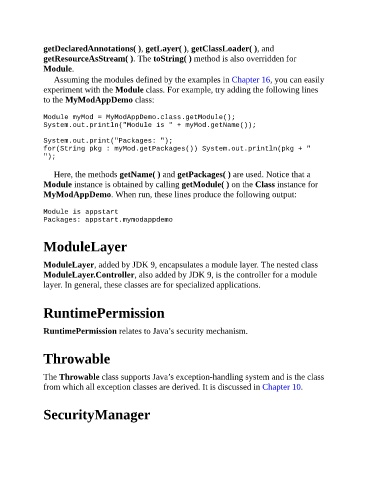 getDeclaredAnnotations( ), getLayer( ), getClassLoader( ), and
getResourceAsStream( ). The toString( ) method is also overridden for
Module.
Assuming the modules defined by the examples in Chapter 16, you can easily
experiment with the Module class. For example, try adding the following lines
to the MyModAppDemo class:
Module myMod = MyModAppDemo.class.getModule();
System.out.println("Module is " + myMod.getName());
System.out.print("Packages: ");
for(String pkg : myMod.getPackages()) System.out.println(pkg + "
");
Here, the methods getName( ) and getPackages( ) are used. Notice that a
Module instance is obtained by calling getModule( ) on the Class instance for
MyModAppDemo. When run, these lines produce the following output:
Module is appstart
Packages: appstart.mymodappdemo
ModuleLayer
ModuleLayer, added by JDK 9, encapsulates a module layer. The nested class
ModuleLayer.Controller, also added by JDK 9, is the controller for a module
layer. In general, these classes are for specialized applications.
RuntimePermission
RuntimePermission relates to Java’s security mechanism.
Throwable
The Throwable class supports Java’s exception-handling system and is the class
from which all exception classes are derived. It is discussed in Chapter 10.
SecurityManager